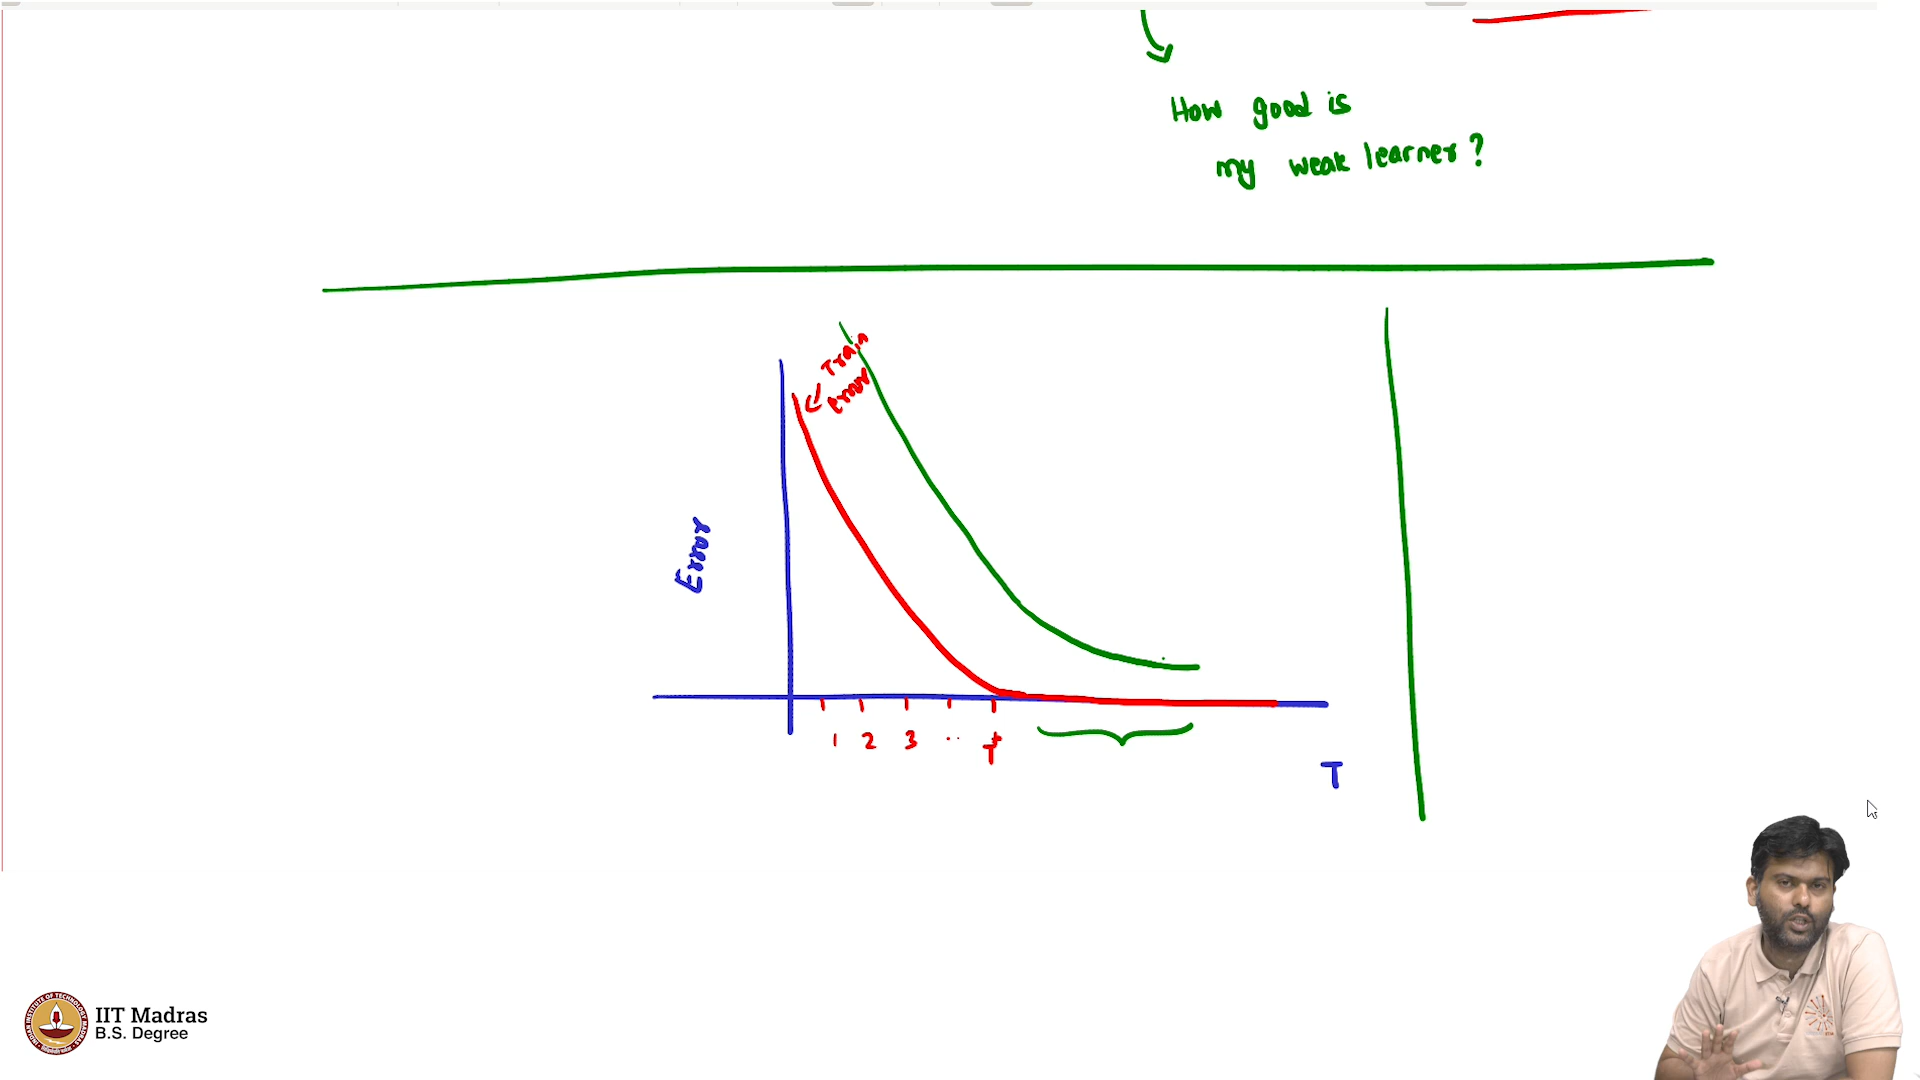 How good is
my weak learner?
Train
error
Error
1 2 3 .. T
T
IIT Madras
B.S. Degree